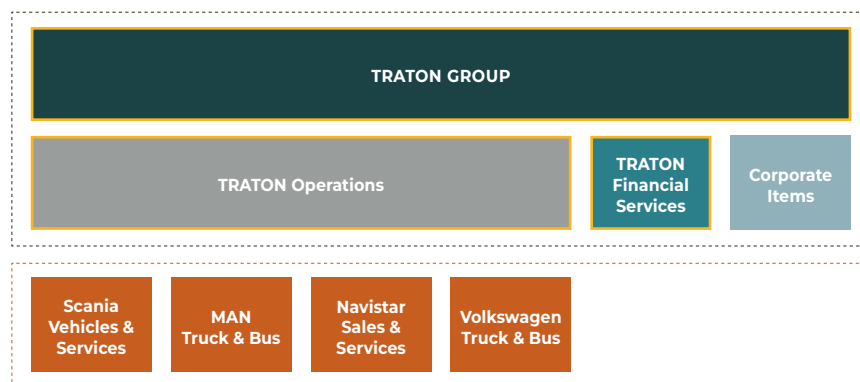 TRATON GROUP
TRATON Operations
TRATON
Financial
Services
Corporate
Items
Scania
Vehicles &
Services
MAN
Truck & Bus
Navistar
Sales &
Services
Volkswagen
Truck & Bus